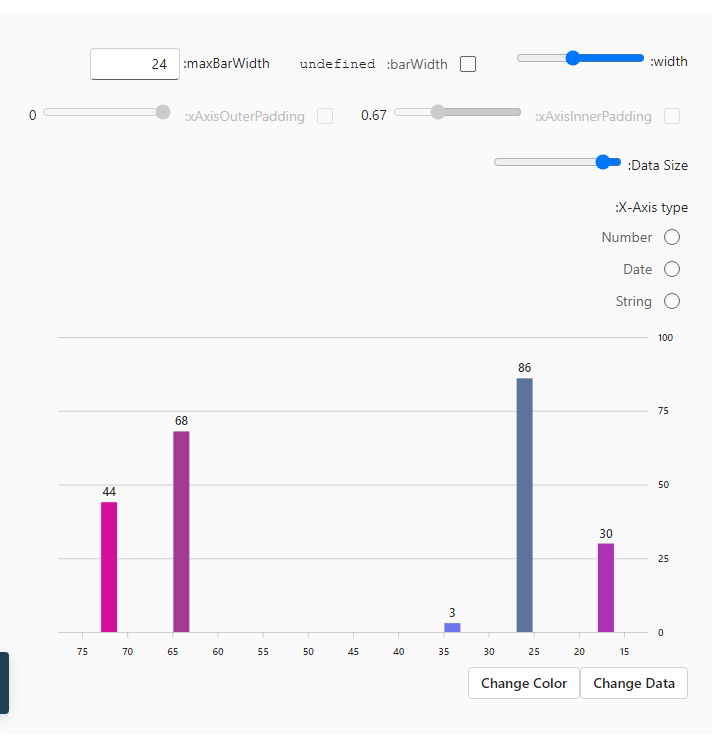 width:
barWidth: undefined
maxBarWidth: 24
xAxisInnerPadding: 0.67
xAxisOuterPadding: 0
Data Size:
X-Axis type:
Number
Date
String
100
75
50
25
0
86
68
44
30
3
75 70 65 60 55 50 45 40 35 30 25 20 15
Change Color Change Data